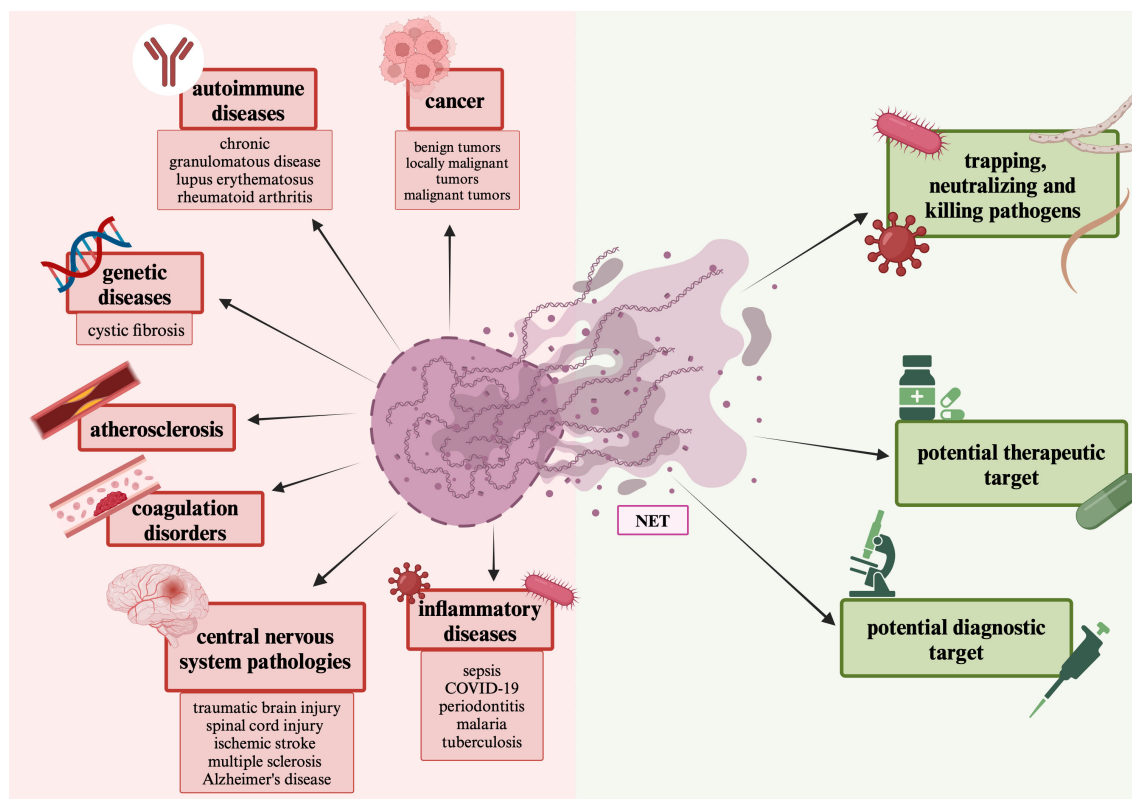 autoimmune
diseases
chronic
granulomatous disease
lupus erythematosus
rheumatoid arthritis
cancer
benign tumors
locally malignant
tumors
malignant tumors
genetic
diseases
cystic fibrosis
atherosclerosis
coagulation
disorders
central nervous
system pathologies
traumatic brain injury
spinal cord injury
ischemic stroke
multiple sclerosis
Alzheimer's disease
inflammatory
diseases
sepsis
COVID-19
periodontitis
malaria
tuberculosis
NET
trapping,
neutralizing and
killing pathogens
potential therapeutic
target
potential diagnostic
target